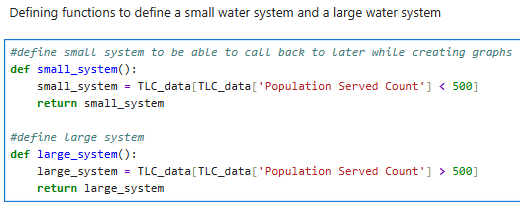 Defining functions to define a small water system and a large water system
#define small system to be able to call back to later while creating graphs
def small_system():
    small_system = TLC_data[TLC_data['Population Served Count'] < 500]
    return small_system
#define large system
def large_system():
    large_system = TLC_data[TLC_data['Population Served Count'] > 500]
    return large_system